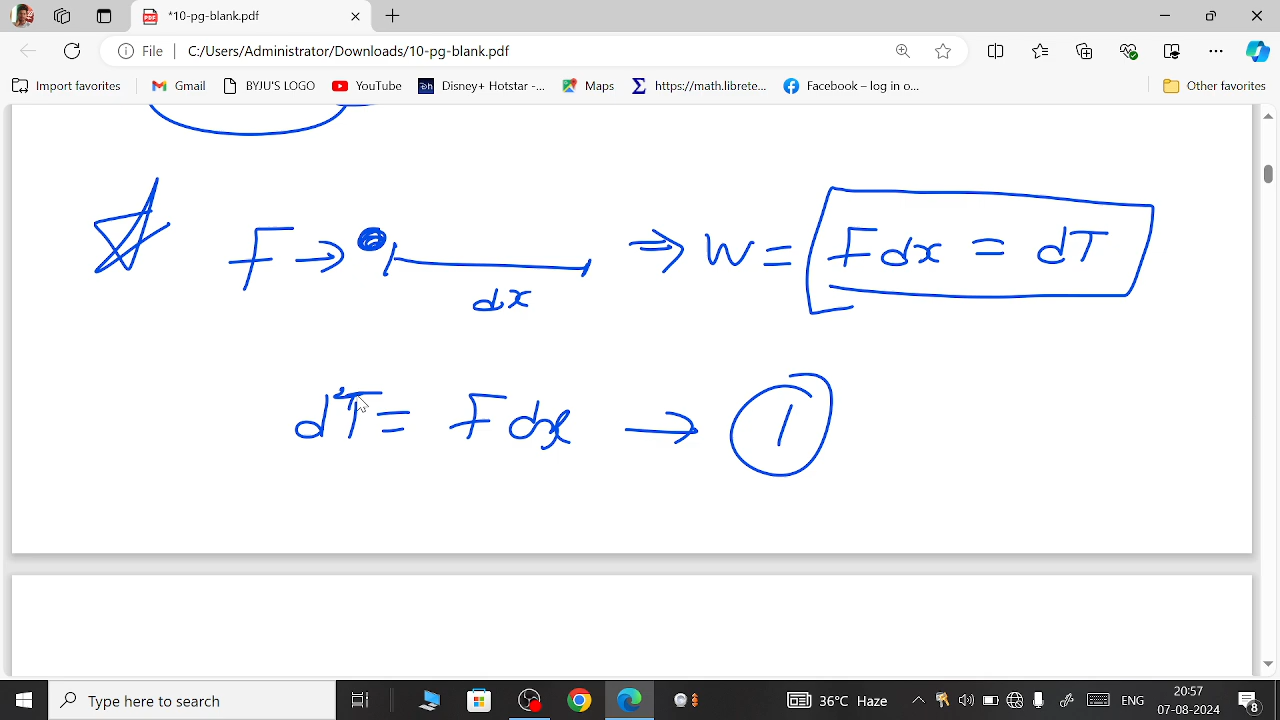 *10-pg-blank.pdf
File | C:/Users/Administrator/Downloads/10-pg-blank.pdf
Import favorites Gmail BYJU'S LOGO YouTube Disney+ Hotstar -... Maps https://math.librete... Facebook – log in o... Other favorites
F → dx ⇒ W = Fdx = dT
dT = Fdx → 1
Type here to search 36°C Haze ENG 20:57 07-08-2024 8